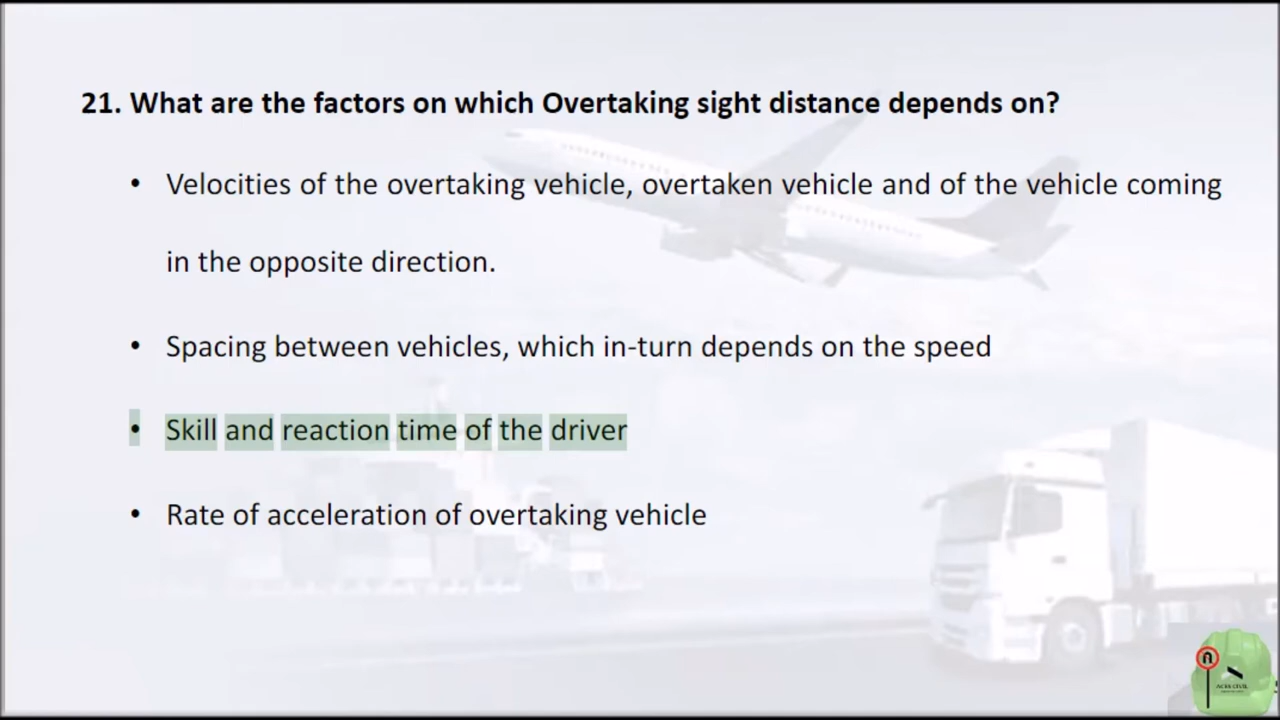 21. What are the factors on which Overtaking sight distance depends on?
• Velocities of the overtaking vehicle, overtaken vehicle and of the vehicle coming
in the opposite direction.
• Spacing between vehicles, which in-turn depends on the speed
• Skill and reaction time of the driver
• Rate of acceleration of overtaking vehicle